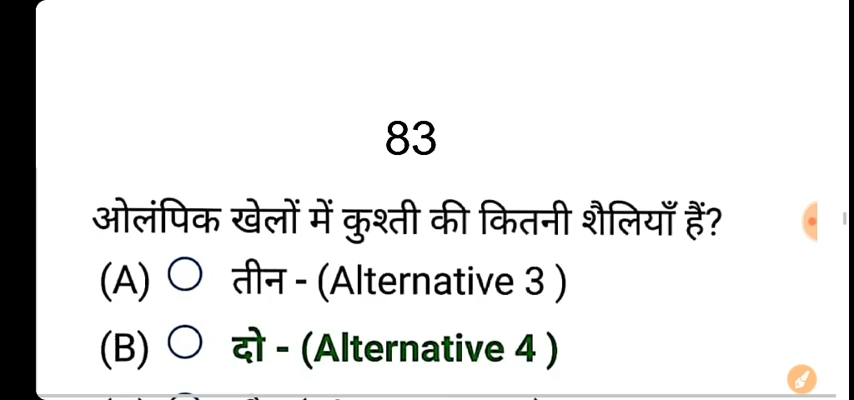 83
ओलंपिक खेलों में कुश्ती की कितनी शैलियाँ हैं?
(A) तीन - (Alternative 3 )
(B) दो - (Alternative 4 )